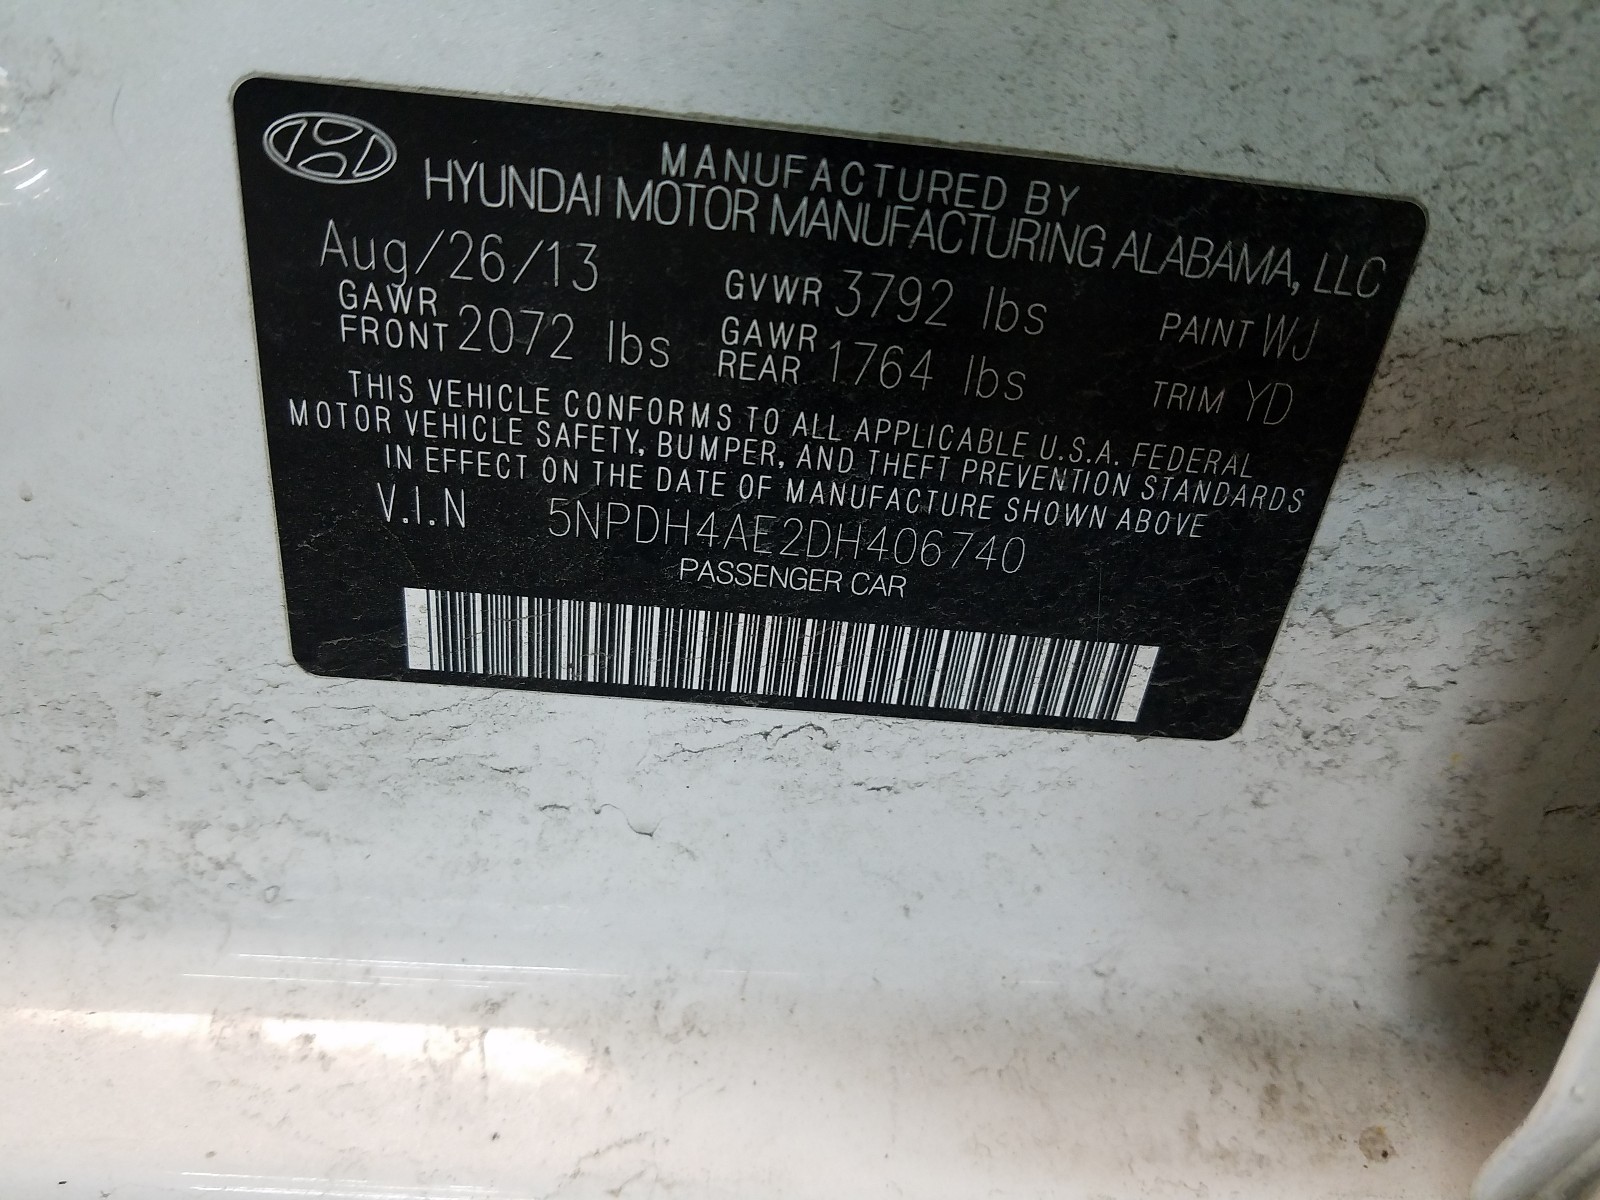 MANUFACTURED BY
HYUNDAI MOTOR MANUFACTURING ALABAMA, LLC
Aug/26/13 GVWR 3792 lbs PAINT WJ
GAWR FRONT 2072 lbs GAWR REAR 1764 lbs TRIM YD
THIS VEHICLE CONFORMS TO ALL APPLICABLE U.S.A. FEDERAL
MOTOR VEHICLE SAFETY, BUMPER, AND THEFT PREVENTION STANDARDS
IN EFFECT ON THE DATE OF MANUFACTURE SHOWN ABOVE
V.I.N 5NPDH4AE2DH406740
PASSENGER CAR